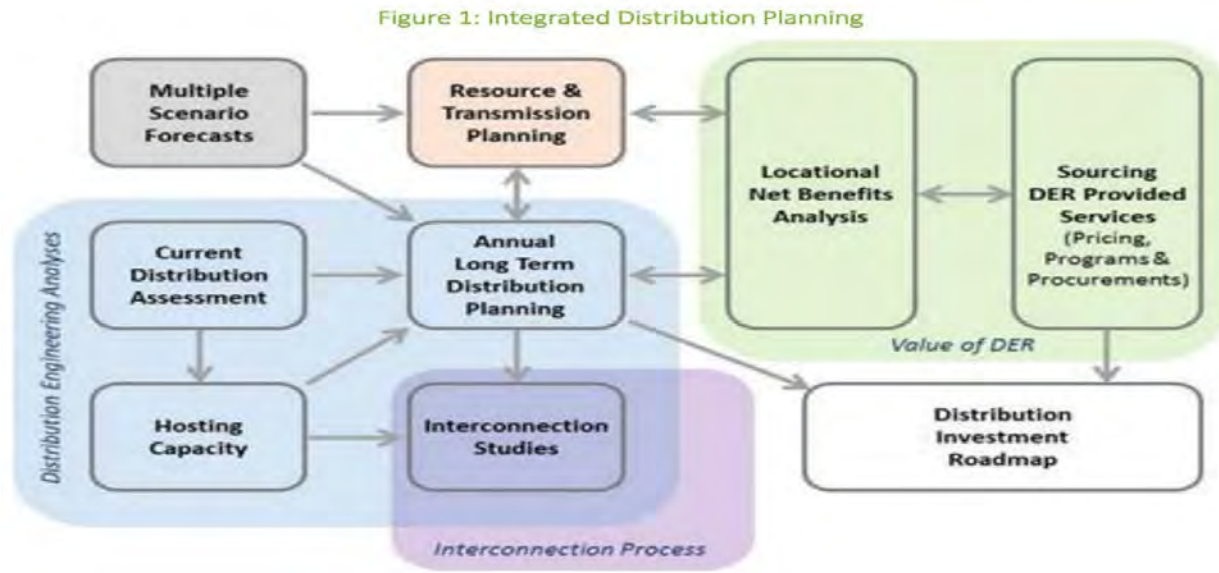 Figure 1: Integrated Distribution Planning
Multiple
Scenario
Forecasts
Resource &
Transmission
Planning
Locational
Net Benefits
Analysis
Sourcing
DER Provided
Services
(Pricing,
Programs &
Procurements)
Value of DER
Distribution Engineering Analyses
Current
Distribution
Assessment
Annual
Long Term
Distribution
Planning
Hosting
Capacity
Interconnection
Studies
Interconnection Process
Distribution
Investment
Roadmap